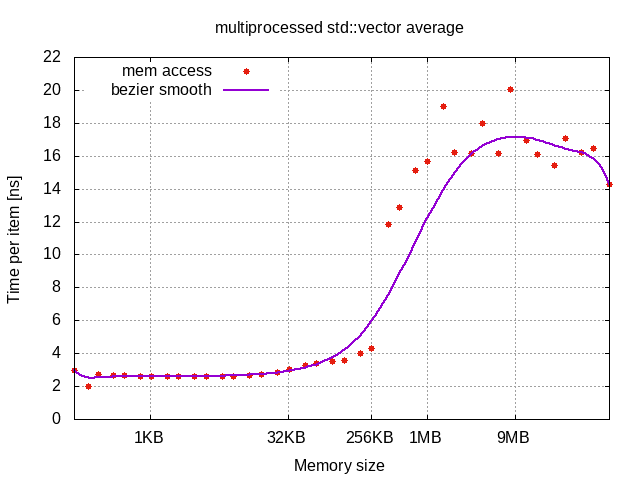 multiprocessed std::vector average
mem access
bezier smooth
22
20
18
16
14
12
10
8
6
4
2
0
Time per item [ns]
1KB 32KB 256KB 1MB 9MB
Memory size